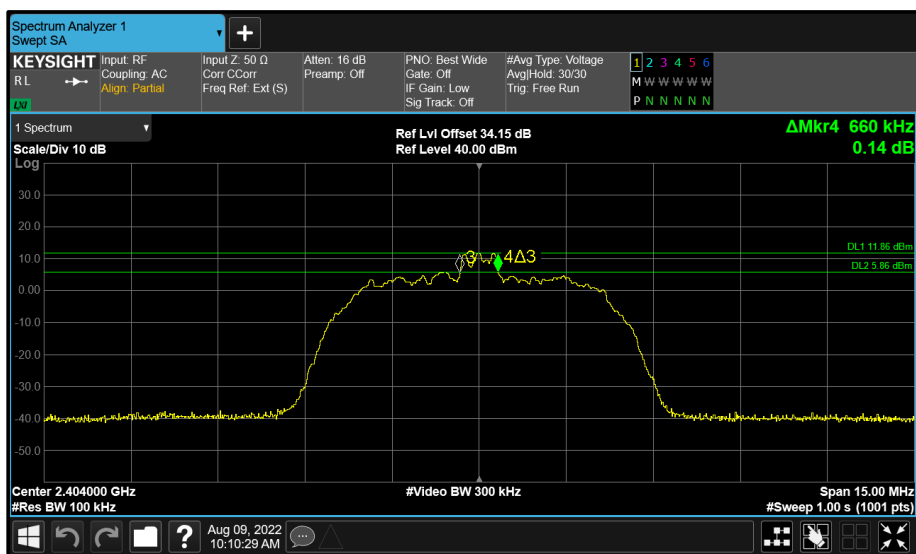 Spectrum Analyzer 1
Swept SA
KEYSIGHT
RL
LXI
Input: RF
Coupling: AC
Align: Partial
Input Z: 50 Ω
Corr CCorr
Freq Ref: Ext (S)
Atten: 16 dB
Preamp: Off
PNO: Best Wide
Gate: Off
IF Gain: Low
Sig Track: Off
#Avg Type: Voltage
Avg|Hold: 30/30
Trig: Free Run
1 2 3 4 5 6
M W W W W W W
P N N N N N
1 Spectrum
Scale/Div 10 dB
Ref Lvl Offset 34.15 dB
Ref Level 40.00 dBm
ΔMkr4 660 kHz
0.14 dB
Log
30.0
20.0
10.0
0.00
-10.0
-20.0
-30.0
-40.0
-50.0
3
4Δ3
DL1 11.86 dBm
DL2 5.86 dBm
Center 2.404000 GHz
#Res BW 100 kHz
#Video BW 300 kHz
Span 15.00 MHz
#Sweep 1.00 s (1001 pts)
?
Aug 09, 2022
10:10:29 AM